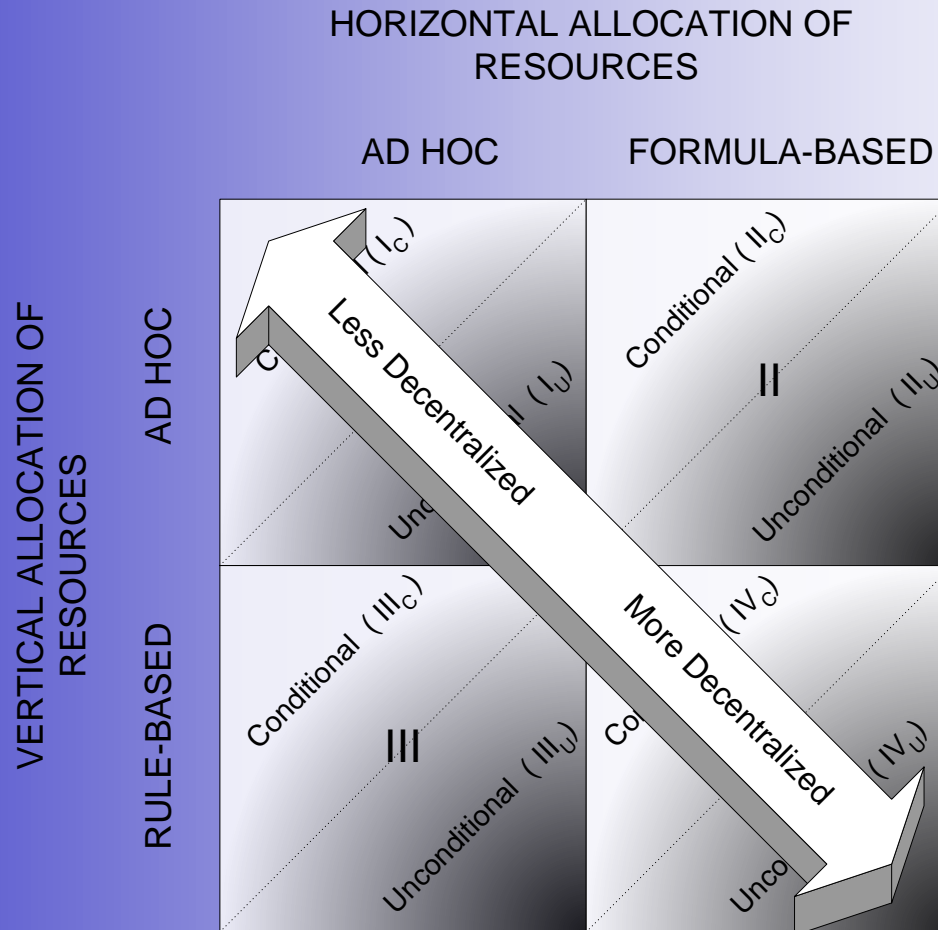 HORIZONTAL ALLOCATION OF
RESOURCES
AD HOC
FORMULA-BASED
VERTICAL ALLOCATION OF
RESOURCES
AD HOC
RULE-BASED
(I_C)
(I_U)
Less Decentralized
Conditional (II_C)
II
Unconditional (II_U)
Conditional (III_C)
III
Unconditional (III_U)
(IV_C)
(IV_U)
More Decentralized